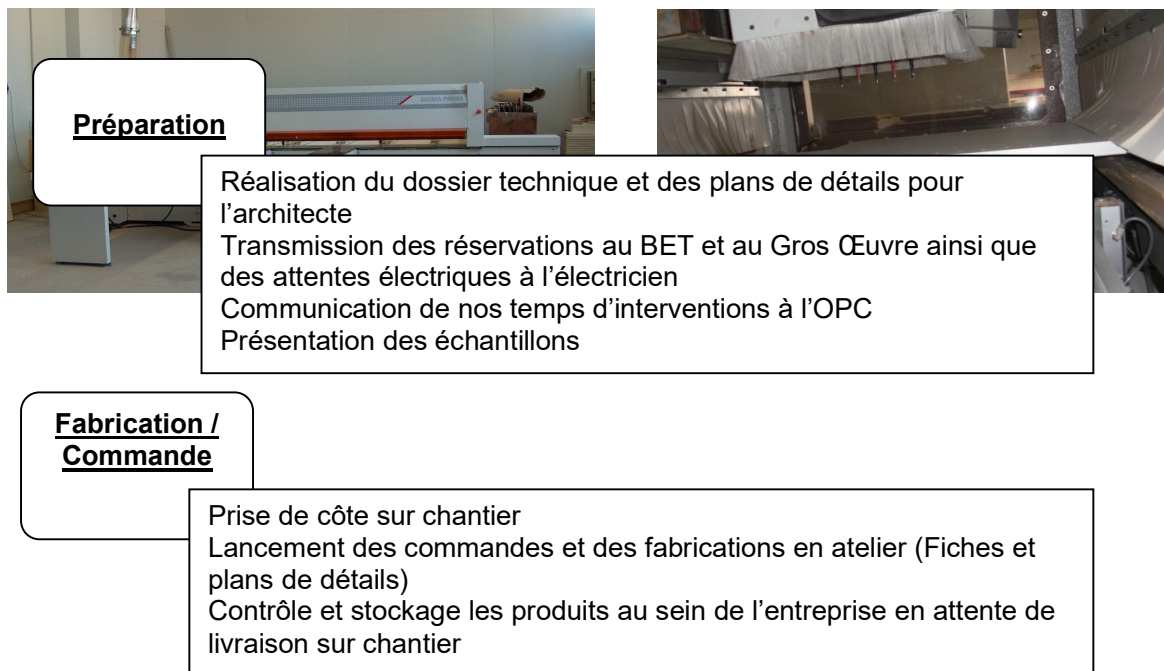 SIGMA PRIMA
Préparation
Réalisation du dossier technique et des plans de détails pour
l’architecte
Transmission des réservations au BET et au Gros Œuvre ainsi que
des attentes électriques à l’électricien
Communication de nos temps d’interventions à l’OPC
Présentation des échantillons
Fabrication /
Commande
Prise de côte sur chantier
Lancement des commandes et des fabrications en atelier (Fiches et
plans de détails)
Contrôle et stockage les produits au sein de l’entreprise en attente de
livraison sur chantier